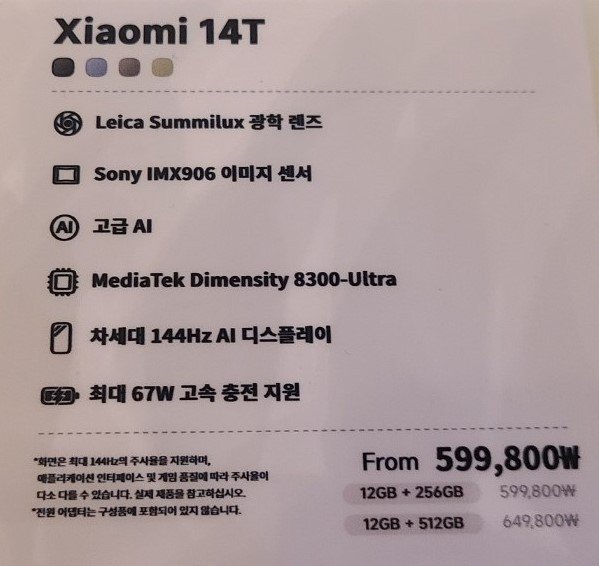 Xiaomi 14T
Leica Summilux 광학 렌즈
Sony IMX906 이미지 센서
AI 고급 AI
MediaTek Dimensity 8300-Ultra
차세대 144Hz AI 디스플레이
최대 67W 고속 충전 지원
*화면은 최대 144Hz의 주사율을 지원하며,
애플리케이션 인터페이스 및 게임 품질에 따라 주사율이
다소 다를 수 있습니다. 실제 제품을 참고하십시오.
*전원 어댑터는 구성품에 포함되어 있지 않습니다.
From 599,800₩
12GB + 256GB 599,800₩
12GB + 512GB 649,800₩